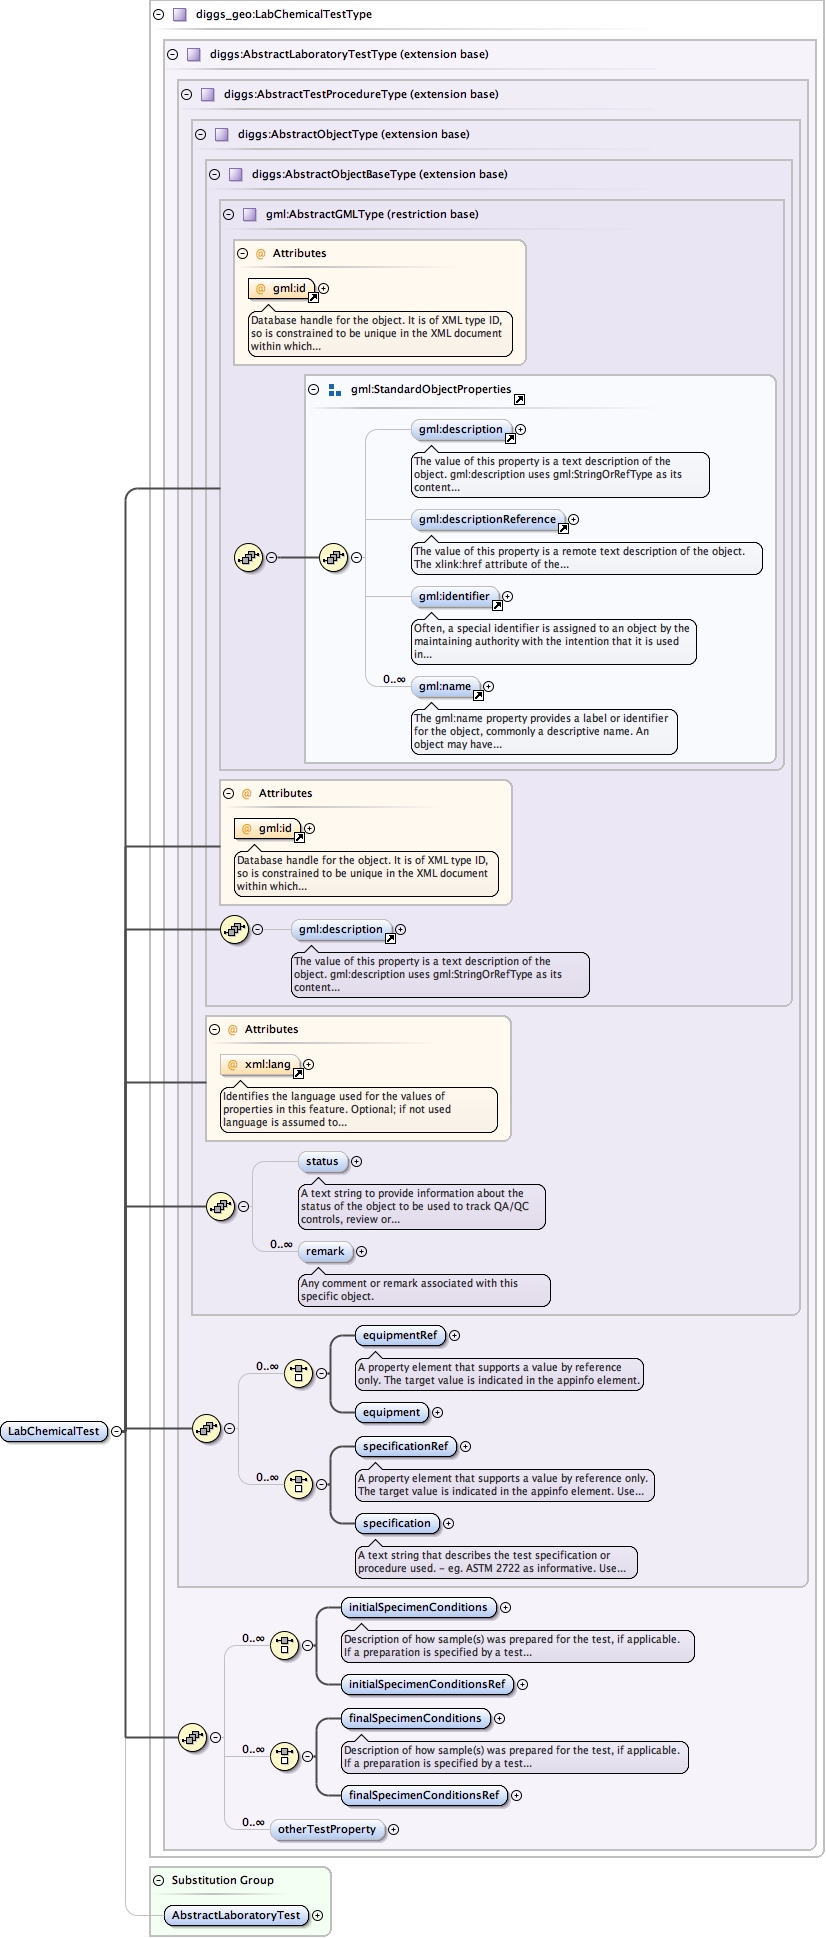 diggs_geo:LabChemicalTestType
diggs:AbstractLaboratoryTestType (extension base)
diggs:AbstractTestProcedureType (extension base)
diggs:AbstractObjectType (extension base)
diggs:AbstractObjectBaseType (extension base)
gml:AbstractGMLType (restriction base)
@ Attributes
@ gml:id
Database handle for the object. It is of XML type ID,
so is constrained to be unique in the XML document
within which...
gml:StandardObjectProperties
gml:description
The value of this property is a text description of the
object. gml:description uses gml:StringOrRefType as its
content...
gml:descriptionReference
The value of this property is a remote text description of the object.
The xlink:href attribute of the...
gml:identifier
Often, a special identifier is assigned to an object by the
maintaining authority with the intention that it is used
in...
0..∞
gml:name
The gml:name property provides a label or identifier
for the object, commonly a descriptive name. An
object may have...
@ Attributes
@ gml:id
Database handle for the object. It is of XML type ID,
so is constrained to be unique in the XML document
within which...
gml:description
The value of this property is a text description of the
object. gml:description uses gml:StringOrRefType as its
content...
@ Attributes
@ xml:lang
Identifies the language used for the values of
properties in this feature. Optional; if not used
language is assumed to...
status
A text string to provide information about the
status of the object to be used to track QA/QC
controls, review or...
0..∞
remark
Any comment or remark associated with this
specific object.
equipmentRef
0..∞
A property element that supports a value by reference
only. The target value is indicated in the appinfo element.
equipment
LabChemicalTest
specificationRef
0..∞
A property element that supports a value by reference only.
The target value is indicated in the appinfo element. Use...
specification
A text string that describes the test specification or
procedure used. - eg. ASTM 2722 as informative. Use...
initialSpecimenConditions
0..∞
Description of how sample(s) was prepared for the test, if applicable.
If a preparation is specified by a test...
initialSpecimenConditionsRef
finalSpecimenConditions
0..∞
Description of how sample(s) was prepared for the test, if applicable.
If a preparation is specified by a test...
finalSpecimenConditionsRef
0..∞
otherTestProperty
Substitution Group
AbstractLaboratoryTest